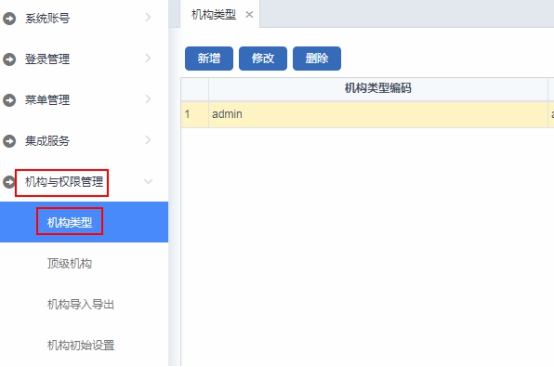 系统账号
登录管理
菜单管理
集成服务
机构与权限管理
机构类型
顶级机构
机构导入导出
机构初始设置
机构类型 ×
新增 修改 删除
机构类型编码
1 admin